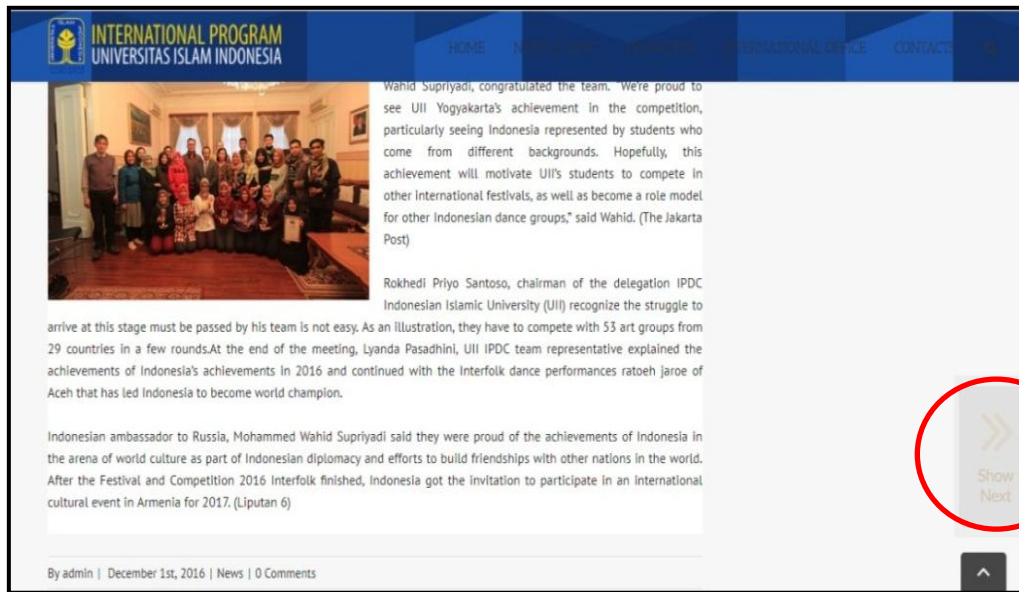 INTERNATIONAL PROGRAM
UNIVERSITAS ISLAM INDONESIA
HOME
INTERNATIONAL OFFICE
CONTACTS
Wahid Supriyadi, congratulated the team. "We're proud to
see UII Yogyakarta's achievement in the competition,
particularly seeing Indonesia represented by students who
come from different backgrounds. Hopefully, this
achievement will motivate UII's students to compete in
other international festivals, as well as become a role model
for other Indonesian dance groups," said Wahid. (The Jakarta
Post)
Rokhedi Priyo Santoso, chairman of the delegation IPDC
Indonesian Islamic University (UII) recognize the struggle to
arrive at this stage must be passed by his team is not easy. As an illustration, they have to compete with 53 art groups from
29 countries in a few rounds.At the end of the meeting, Lyanda Pasadhini, UII IPDC team representative explained the
achievements of Indonesia's achievements in 2016 and continued with the Interfolk dance performances ratoeh jaroe of
Aceh that has led Indonesia to become world champion.
Indonesian ambassador to Russia, Mohammed Wahid Supriyadi said they were proud of the achievements of Indonesia in
the arena of world culture as part of Indonesian diplomacy and efforts to build friendships with other nations in the world.
After the Festival and Competition 2016 Interfolk finished, Indonesia got the invitation to participate in an international
cultural event in Armenia for 2017. (Liputan 6)
Show
Next
By admin | December 1st, 2016 | News | 0 Comments